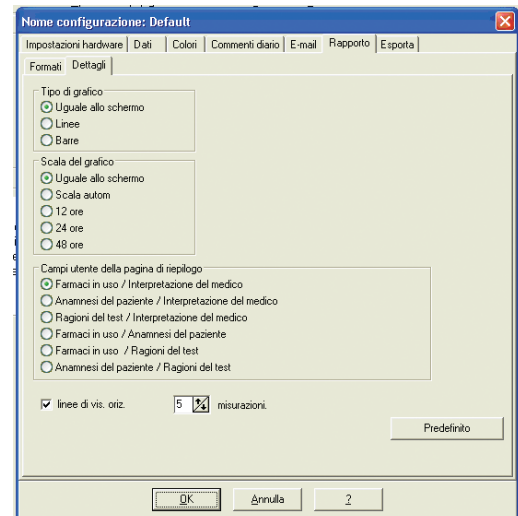 Nome configurazione: Default
Impostazioni hardware Dati Colori Commenti diario E-mail Rapporto Esporta
Formati Dettagli
Tipo di grafico
Uguale allo schermo
Linee
Barre
Scala del grafico
Uguale allo schermo
Scala autom
12 ore
24 ore
48 ore
Campi utente della pagina di riepilogo
Farmaci in uso / Interpretazione del medico
Anamnesi del paziente / Interpretazione del medico
Ragioni del test / Interpretazione del medico
Farmaci in uso / Anamnesi del paziente
Farmaci in uso / Ragioni del test
Anamnesi del paziente / Ragioni del test
linee di vis. oriz. 5 misurazioni.
Predefinito
OK Annulla ?